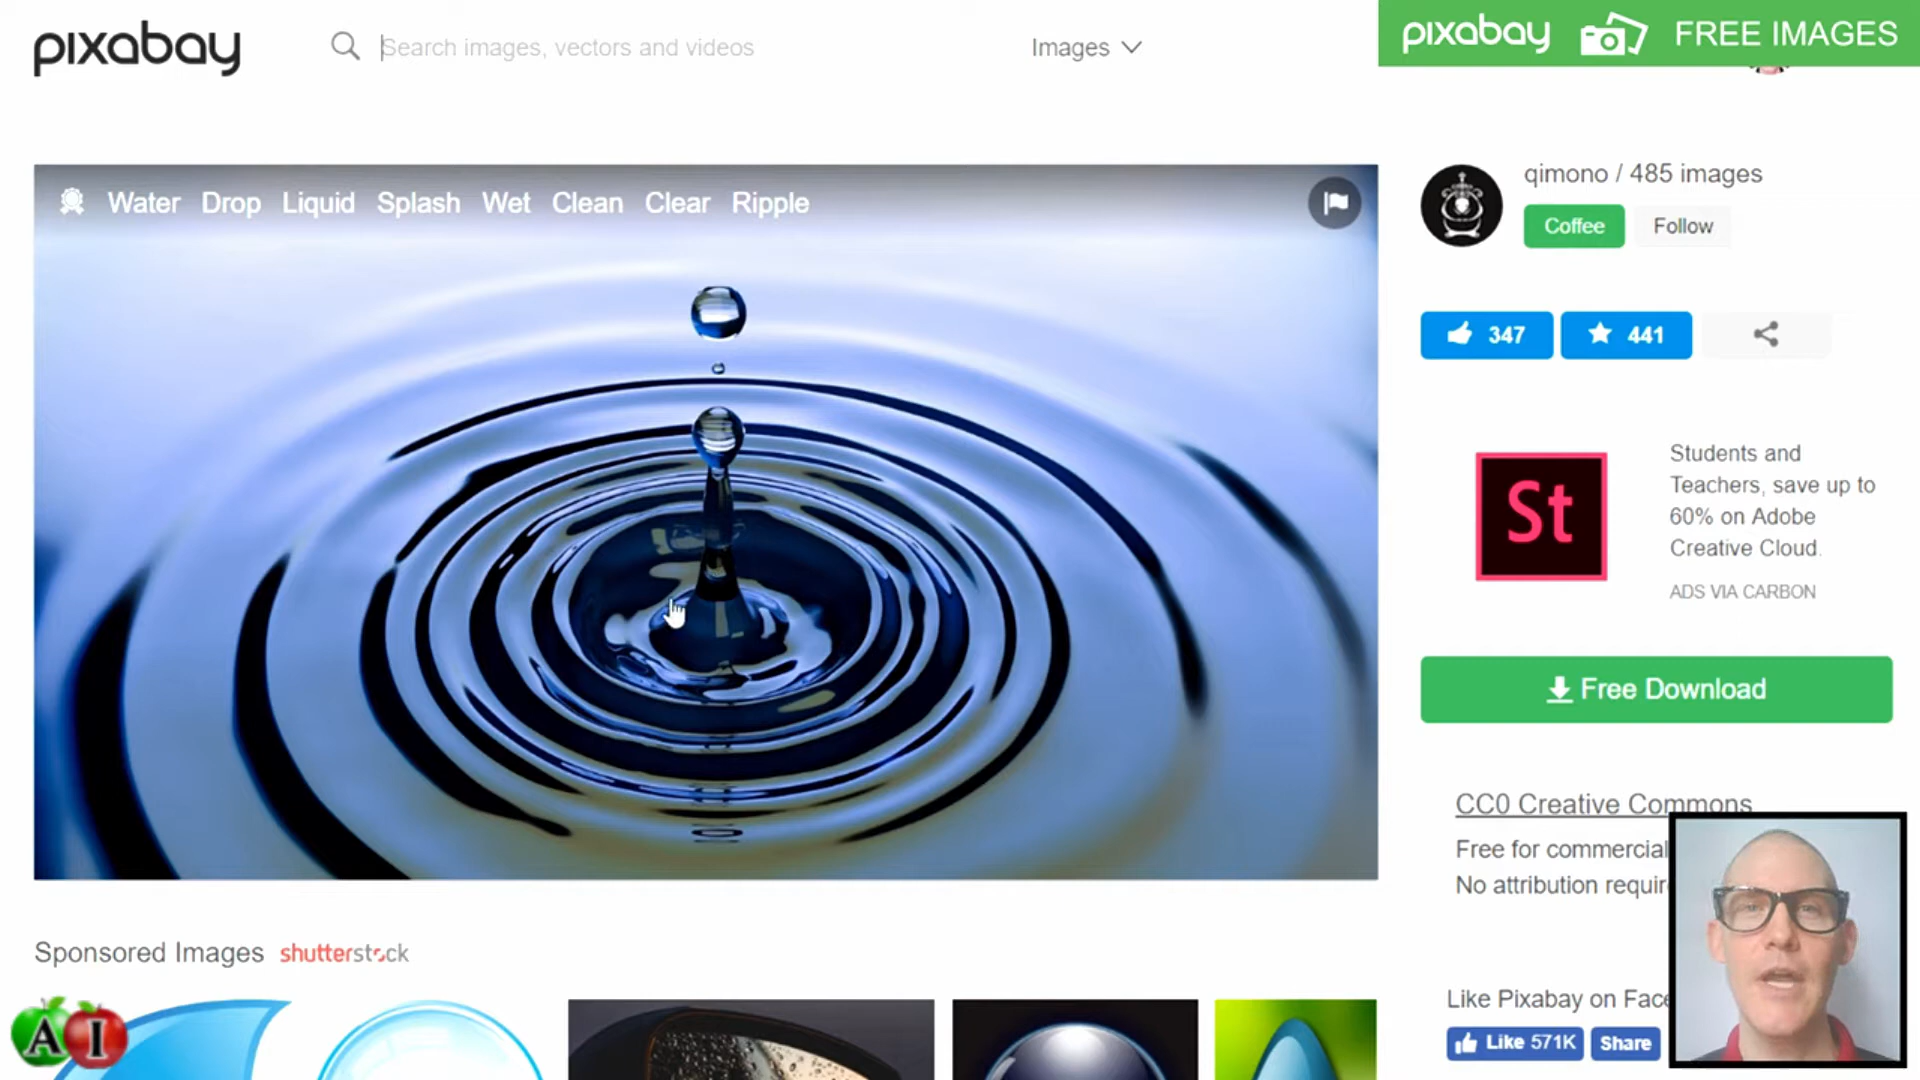 pixabay
Search images, vectors and videos
Images
pixabay FREE IMAGES
Water Drop Liquid Splash Wet Clean Clear Ripple
qimono / 485 images
Coffee Follow
347 441
St
Students and
Teachers, save up to
60% on Adobe
Creative Cloud.
ADS VIA CARBON
Free Download
CC0 Creative Commons
Free for commercial
No attribution requir
Sponsored Images shutterstock
Like Pixabay on Face
Like 571K Share
A I